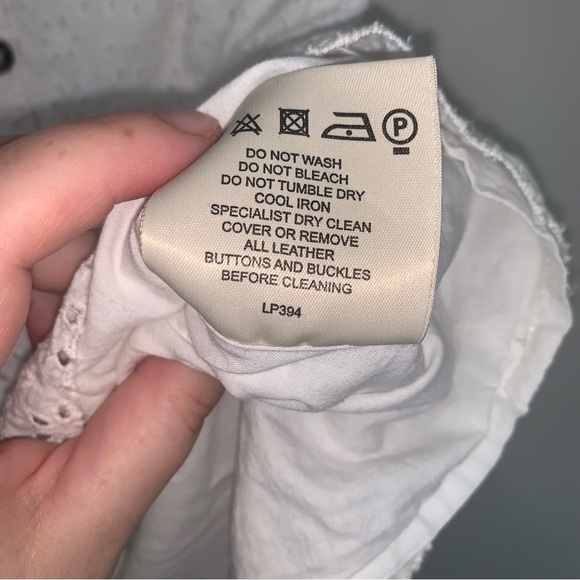 P
DO NOT WASH
DO NOT BLEACH
DO NOT TUMBLE DRY
COOL IRON
SPECIALIST DRY CLEAN
COVER OR REMOVE
ALL LEATHER
BUTTONS AND BUCKLES
BEFORE CLEANING
LP394